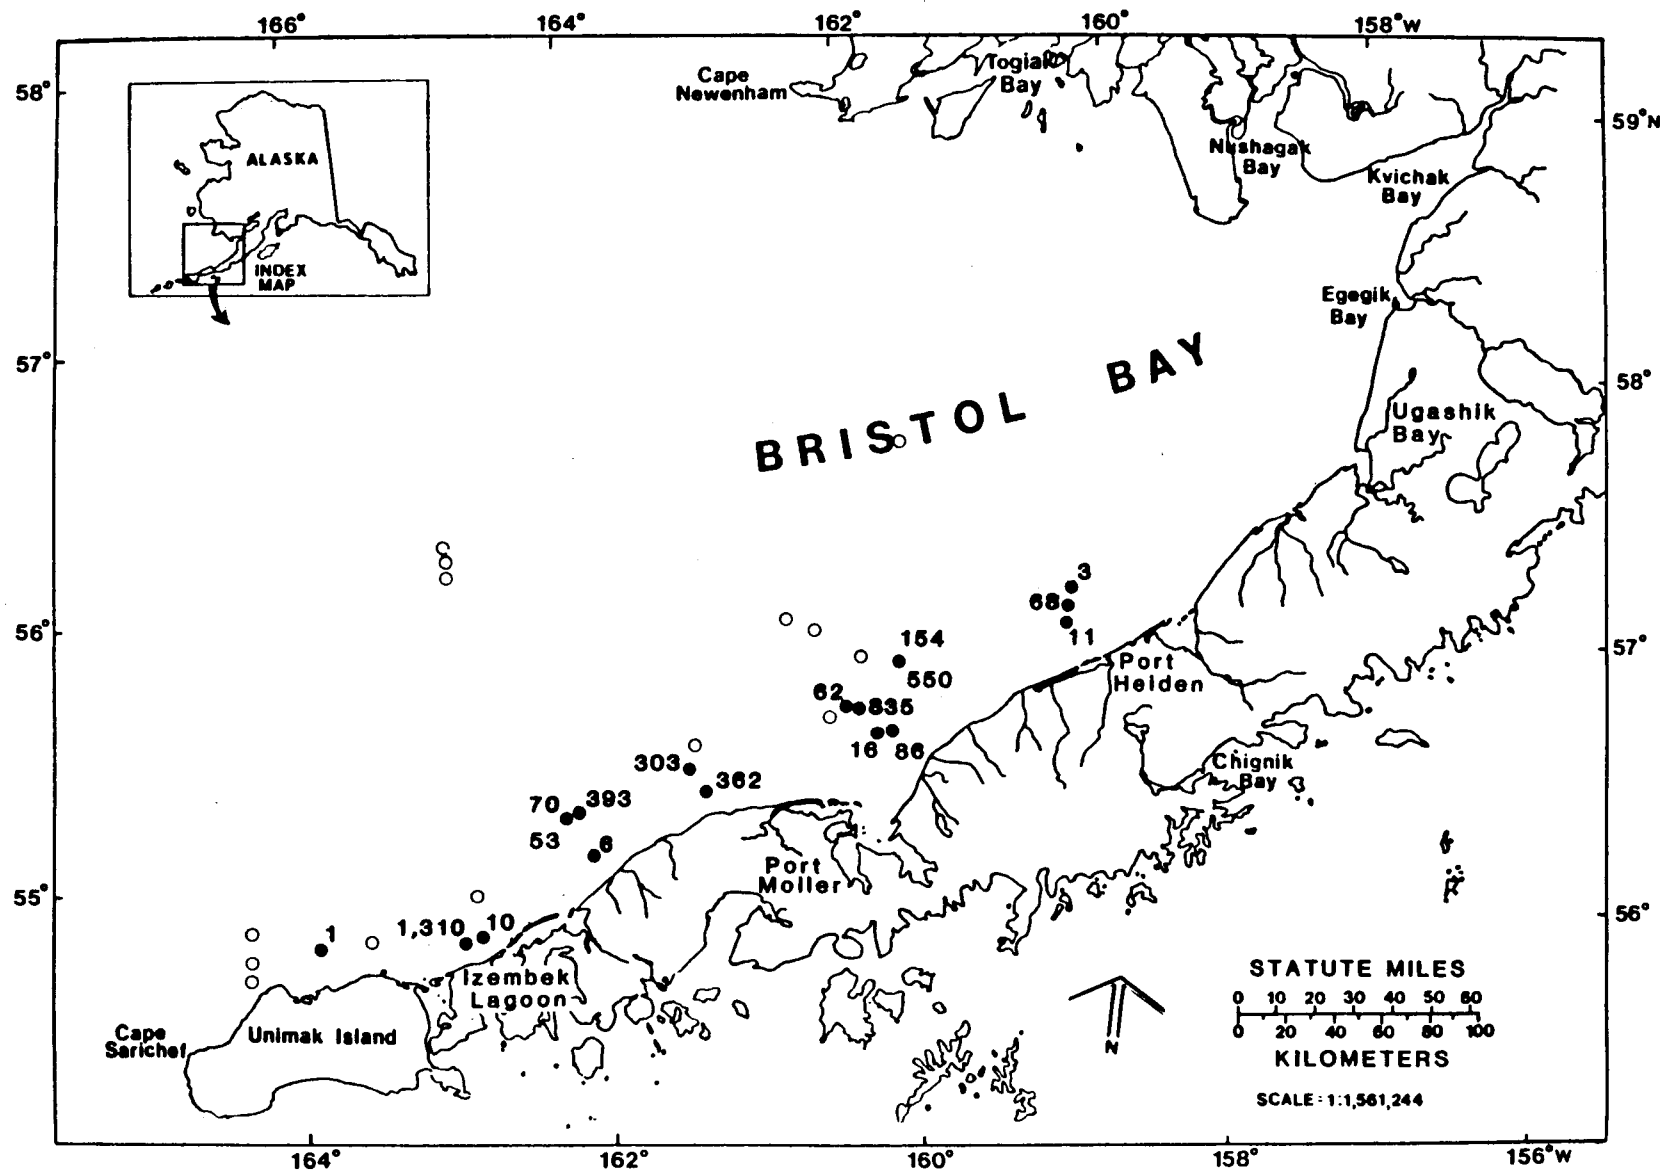 166° 164° 162° 160° 158°W
58°
Cape
Newenham
Togiak
Bay
59°N
Nushagak
Bay
Kvichak
Bay
ALASKA
INDEX
MAP
Egegik
Bay
57°
58°
BRISTOL BAY
Ugashik
Bay
3
68
11
56°
154
550
57°
Port
Heiden
62
835
16 86
303
362
Chignik
Bay
70 393
53
6
Port
Moller
55°
56°
1
1,310 10
Izembek
Lagoon
Cape
Sarichef
Unimak Island
N
STATUTE MILES
0 10 20 30 40 50 60
0 20 40 60 80 100
KILOMETERS
SCALE = 1:1,561,244
164° 162° 160° 158° 156°W